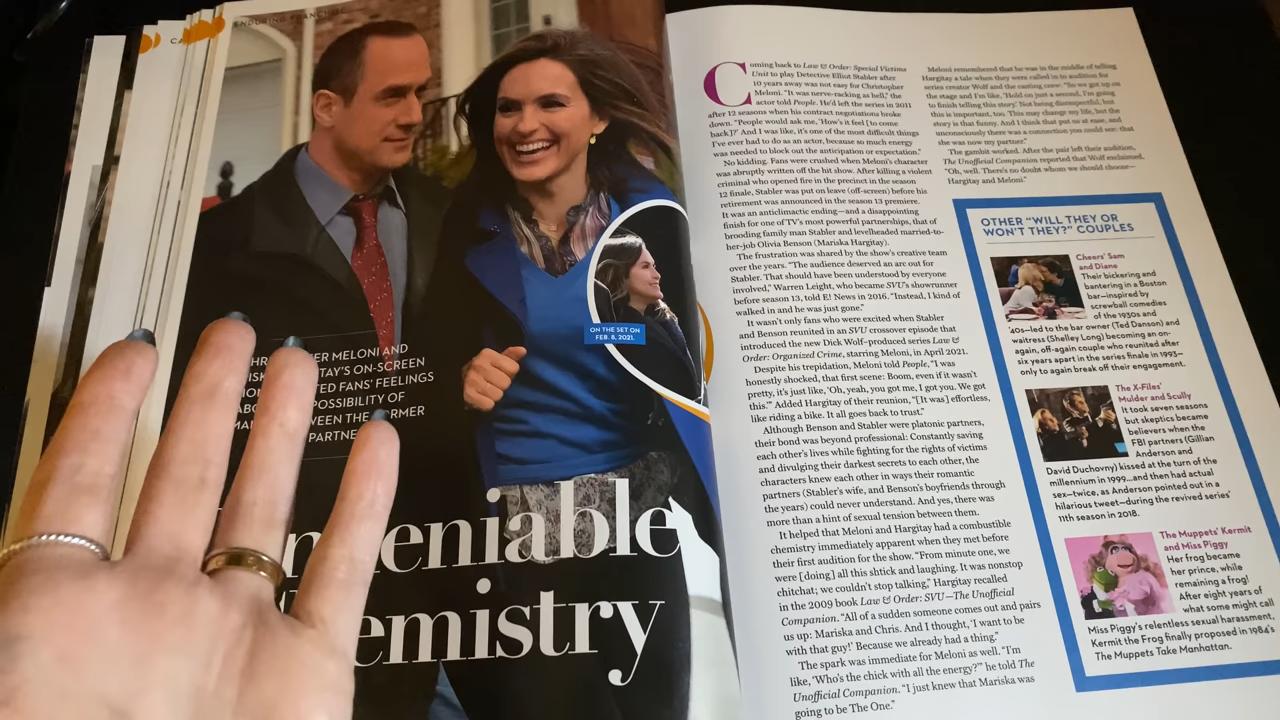 ENDURING FRANCHISE
CA
ER MELONI AND
TAY'S ON-SCREEN
TED FANS' FEELINGS
POSSIBILITY OF
WEEN THE
PARTNE
eniable
emistry
ON THE SET ON
FEB. 8, 2021.
Coming back to Law & Order: Special Victims
Unit to play Detective Elliot Stabler after
10 years away was not easy for Christopher
Meloni. "It was nerve-racking as hell," the
actor told People. He'd left the series in 2011
after 12 seasons when his contract negotiations broke
down. "People would ask me, 'How's it feel [to come
back]?' And I was like, it's one of the most difficult things
I've ever had to do as an actor, because so much energy
was needed to block out the anticipation or expectation."
No kidding. Fans were crushed when Meloni's character
was abruptly written off the hit show. After killing a violent
criminal who opened fire in the precinct in the season
12 finale, Stabler was put on leave (off-screen) before his
retirement was announced in the season 13 premiere.
It was an anticlimactic ending—and a disappointing
finish for one of TV's most powerful partnerships, that of
brooding family man Stabler and levelheaded married-to-
her-job Olivia Benson (Mariska Hargitay).
The frustration was shared by the show's creative team
over the years. "The audience deserved an arc out for
Stabler. That should have been understood by everyone
involved," Warren Leight, who became SVU's showrunner
before season 13, told E! News in 2016. "Instead, I kind of
walked in and he was just gone."
It wasn't only fans who were excited when Stabler
and Benson reunited in an SVU crossover episode that
introduced the new Dick Wolf–produced series Law &
Order: Organized Crime, starring Meloni, in April 2021.
Despite his trepidation, Meloni told People, "I was
honestly shocked, that first scene: Boom, even if it wasn't
pretty, it's just like, 'Oh, yeah, you got me, I got you. We got
this.'" Added Hargitay of their reunion, "[It was] effortless,
like riding a bike. It all goes back to trust."
Although Benson and Stabler were platonic partners,
their bond was beyond professional: Constantly saving
each other's lives while fighting for the rights of victims
and divulging their darkest secrets to each other, the
characters knew each other in ways their romantic
partners (Stabler's wife, and Benson's boyfriends through
the years) could never understand. And yes, there was
more than a hint of sexual tension between them.
It helped that Meloni and Hargitay had a combustible
chemistry immediately apparent when they met before
their first audition for the show. "From minute one, we
were [doing] all this shtick and laughing. It was nonstop
chitchat; we couldn't stop talking," Hargitay recalled
in the 2009 book Law & Order: SVU—The Unofficial
Companion. "All of a sudden someone comes out and pairs
us up: Mariska and Chris. And I thought, 'I want to be
with that guy!' Because we already had a thing."
The spark was immediate for Meloni as well. "I'm
like, 'Who's the chick with all the energy?'" he told The
Unofficial Companion. "I just knew that Mariska was
going to be The One."
Meloni remembered that he was in the middle of telling
Hargitay a tale when they were called in to audition for
series creator Wolf and the casting crew. "So we got up on
the stage and I'm like, 'Hold on just a second, I'm going
to finish telling this story.' Not being disrespectful, but
this is important, too. This may change my life, but the
story is that funny. And I think that put us at ease, and
unconsciously there was a connection you could see: that
she was now my partner."
The gambit worked. After the pair left their audition,
The Unofficial Companion reported that Wolf exclaimed,
"Oh, well. There's no doubt whom we should choose—
Hargitay and Meloni."
OTHER "WILL THEY OR
WON'T THEY?" COUPLES
Cheers' Sam
and Diane
Their bickering and
bantering in a Boston
bar—inspired by
screwball comedies
of the 1930s and
'40s—led to the bar owner (Ted Danson) and
waitress (Shelley Long) becoming an on-
again, off-again couple who reunited after
six years apart in the series finale in 1993—
only to again break off their engagement.
The X-Files'
Mulder and Scully
It took seven seasons
but skeptics became
believers when the
FBI partners (Gillian
Anderson and
David Duchovny) kissed at the turn of the
millennium in 1999...and then had actual
sex—twice, as Anderson pointed out in a
hilarious tweet—during the revived series'
11th season in 2018.
The Muppets' Kermit
and Miss Piggy
Her frog became
her prince, while
remaining a frog!
After eight years of
what some might call
Miss Piggy's relentless sexual harassment,
Kermit the Frog finally proposed in 1984's
The Muppets Take Manhattan.